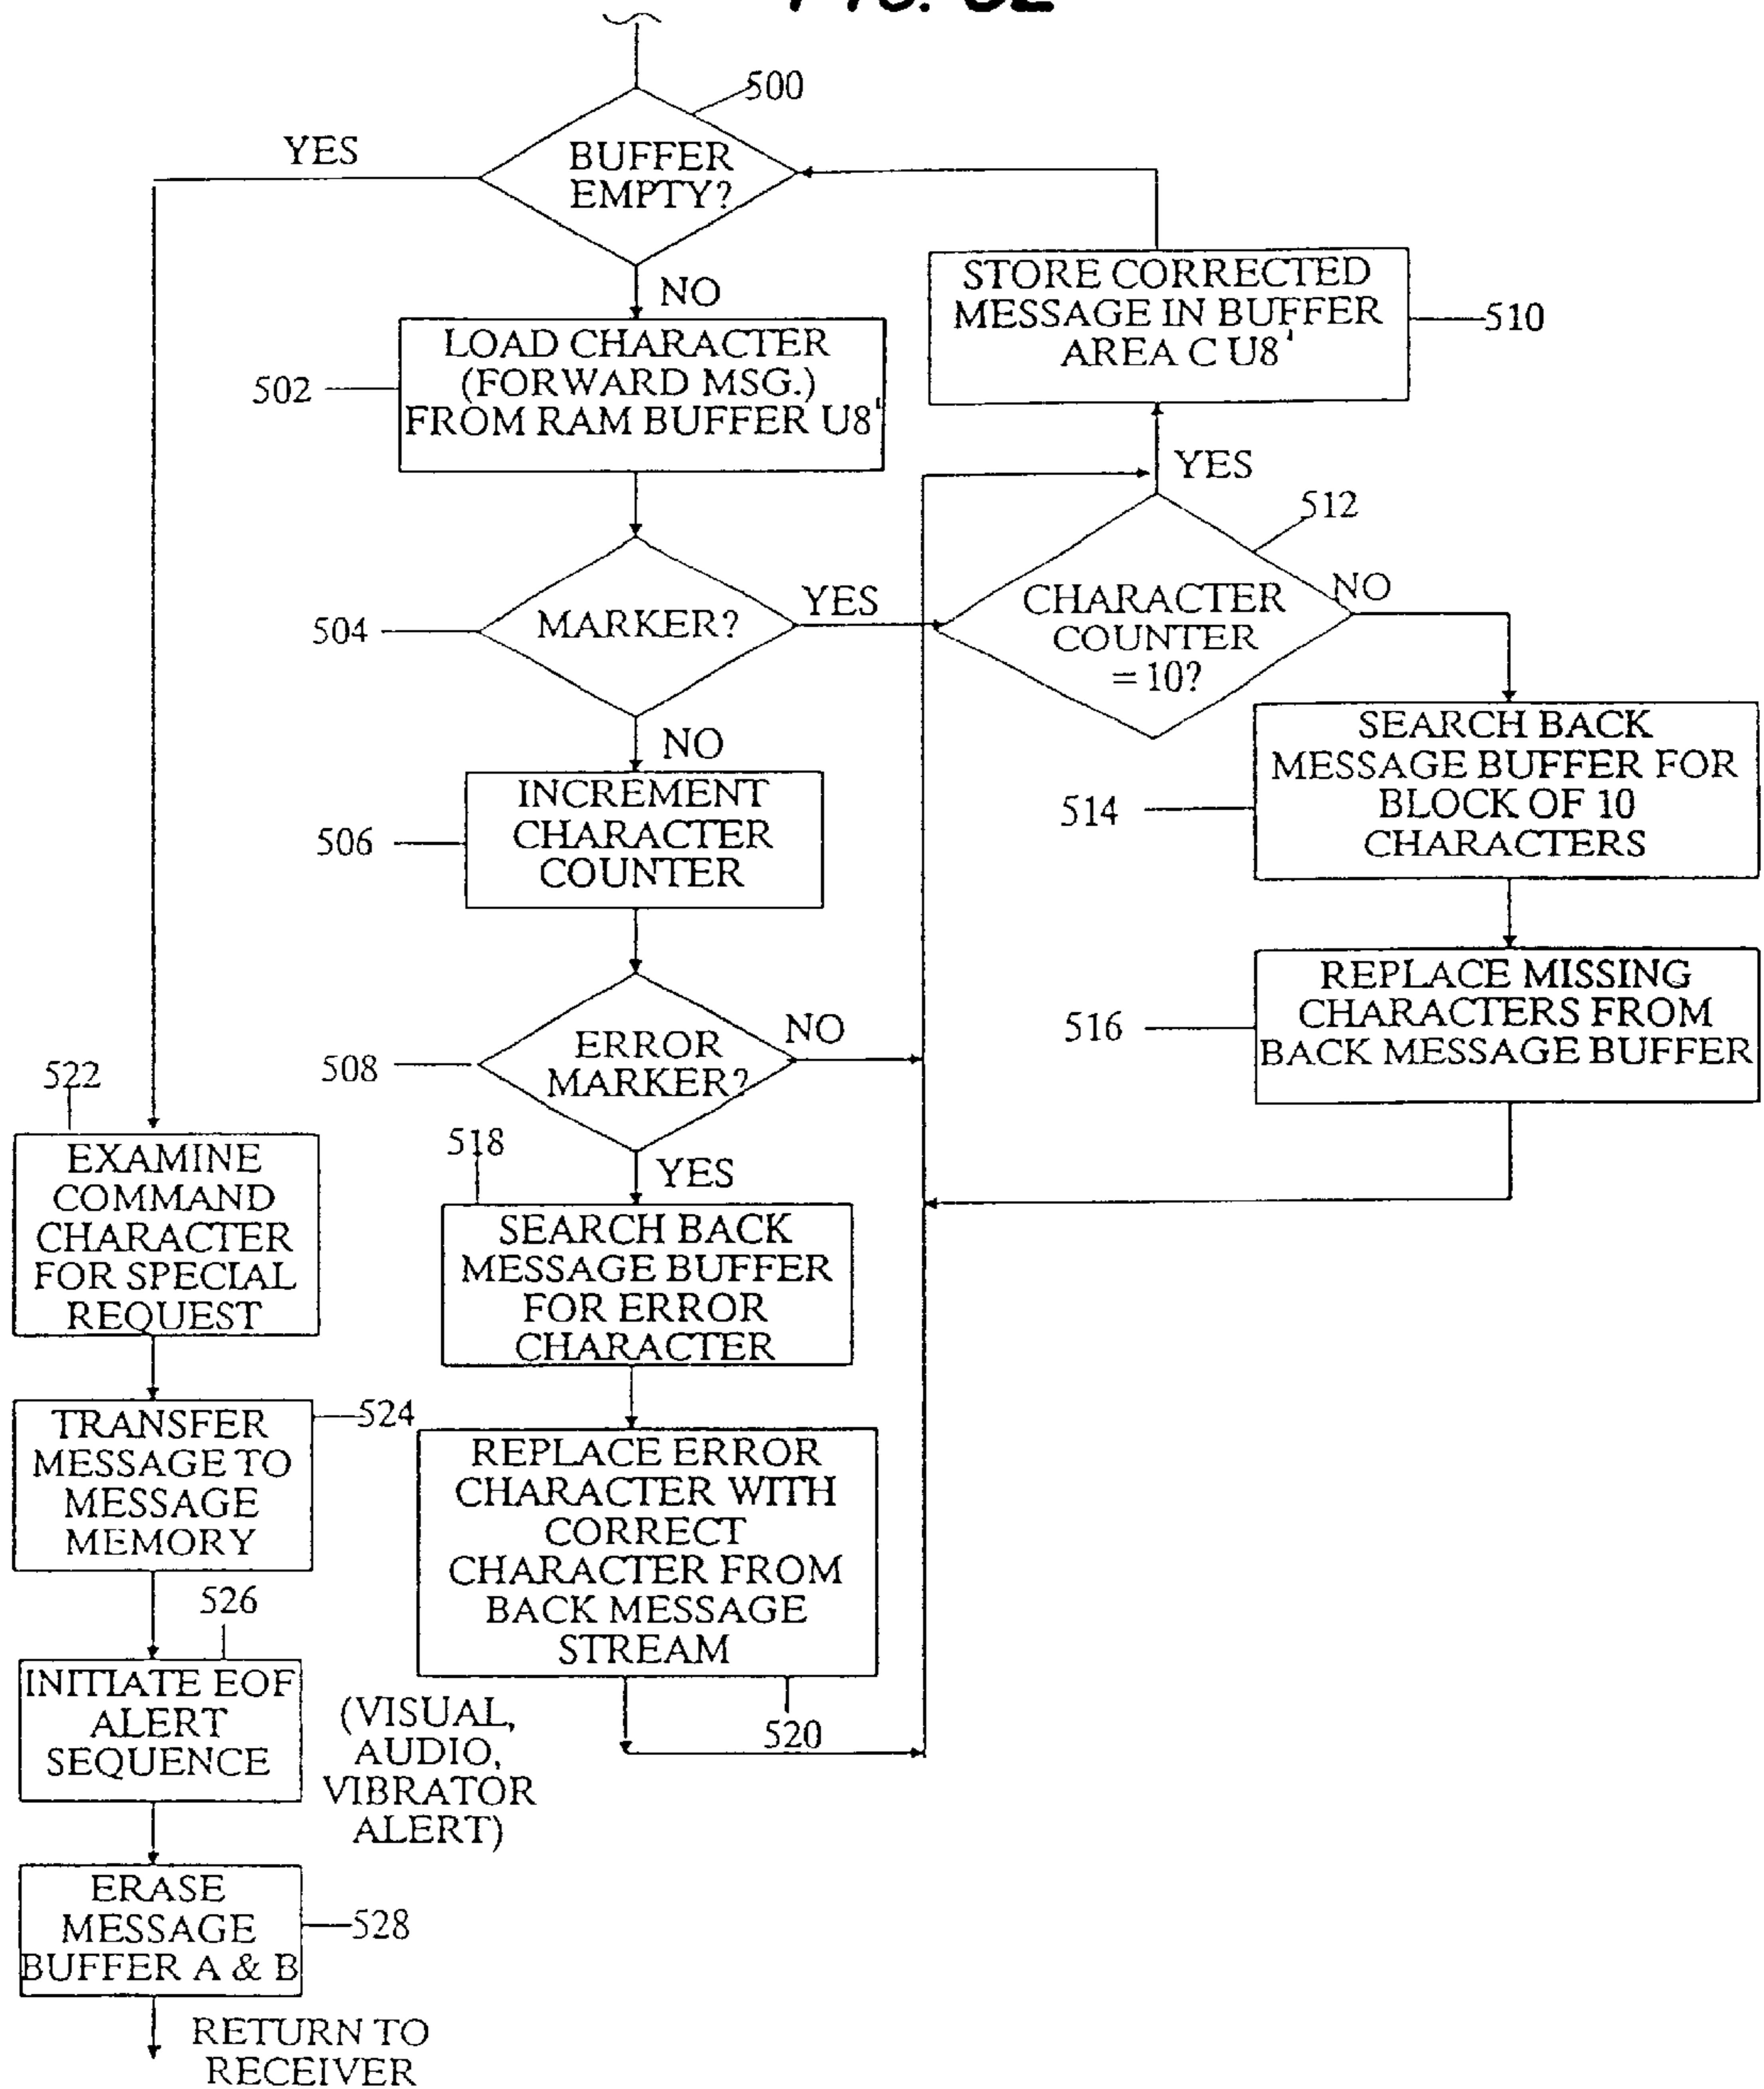 500
YES
BUFFER
EMPTY?
NO
STORE CORRECTED
MESSAGE IN BUFFER
AREA C U8'
510
LOAD CHARACTER
(FORWARD MSG.)
FROM RAM BUFFER U8'
502
YES
512
MARKER?
504
YES
CHARACTER
COUNTER
= 10?
NO
NO
INCREMENT
CHARACTER
COUNTER
506
SEARCH BACK
MESSAGE BUFFER FOR
BLOCK OF 10
CHARACTERS
514
REPLACE MISSING
CHARACTERS FROM
BACK MESSAGE BUFFER
516
ERROR
MARKER?
508
NO
YES
522
EXAMINE
COMMAND
CHARACTER
FOR SPECIAL
REQUEST
518
SEARCH BACK
MESSAGE BUFFER
FOR ERROR
CHARACTER
TRANSFER
MESSAGE TO
MESSAGE
MEMORY
524
REPLACE ERROR
CHARACTER WITH
CORRECT
CHARACTER FROM
BACK MESSAGE
STREAM
520
526
INITIATE EOF
ALERT
SEQUENCE
(VISUAL,
AUDIO,
VIBRATOR
ALERT)
ERASE
MESSAGE
BUFFER A & B
528
RETURN TO
RECEIVER